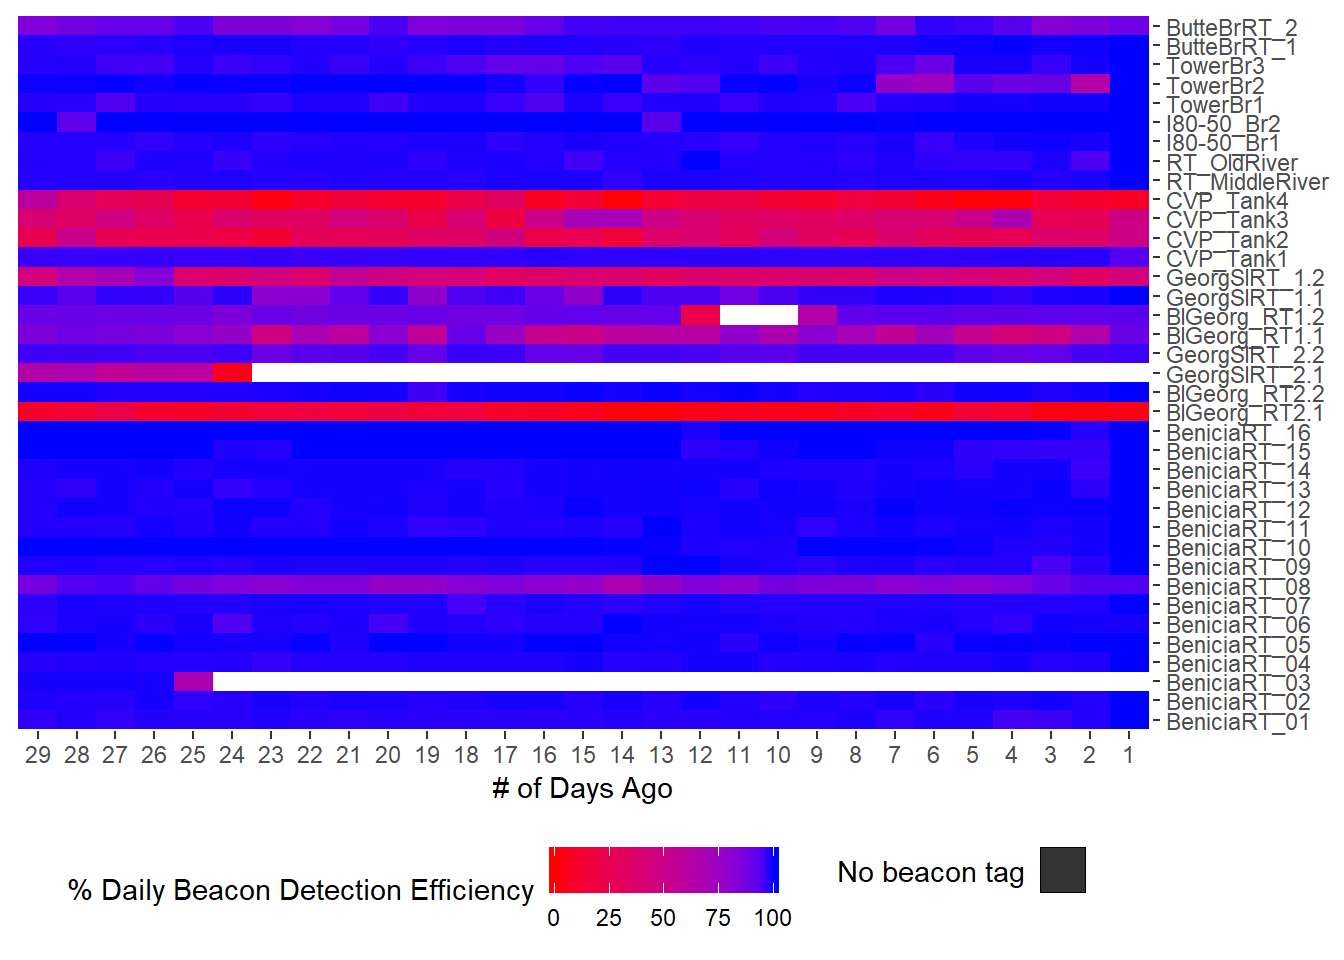 ButteBrRT_2
ButteBrRT_1
TowerBr3
TowerBr2
TowerBr1
I80-50_Br2
I80-50_Br1
RT_OldRiver
RT_MiddleRiver
CVP_Tank4
CVP_Tank3
CVP_Tank2
CVP_Tank1
GeorgSlRT_1.2
GeorgSlRT_1.1
BlGeorg_RT1.2
BlGeorg_RT1.1
GeorgSlRT_2.2
GeorgSlRT_2.1
BlGeorg_RT2.2
BlGeorg_RT2.1
BeniciaRT_16
BeniciaRT_15
BeniciaRT_14
BeniciaRT_13
BeniciaRT_12
BeniciaRT_11
BeniciaRT_10
BeniciaRT_09
BeniciaRT_08
BeniciaRT_07
BeniciaRT_06
BeniciaRT_05
BeniciaRT_04
BeniciaRT_03
BeniciaRT_02
BeniciaRT_01
29 28 27 26 25 24 23 22 21 20 19 18 17 16 15 14 13 12 11 10 9 8 7 6 5 4 3 2 1
# of Days Ago
% Daily Beacon Detection Efficiency
0 25 50 75 100
No beacon tag